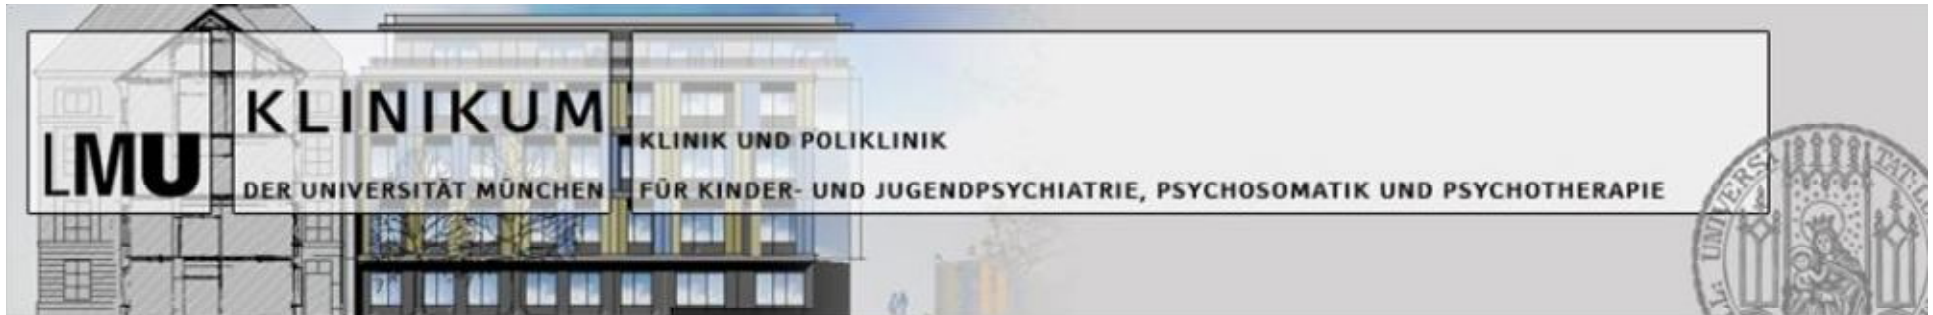 LMU
KLINIKUM
DER UNIVERSITÄT MÜNCHEN
KLINIK UND POLIKLINIK
FÜR KINDER- UND JUGENDPSYCHIATRIE, PSYCHOSOMATIK UND PSYCHOTHERAPIE